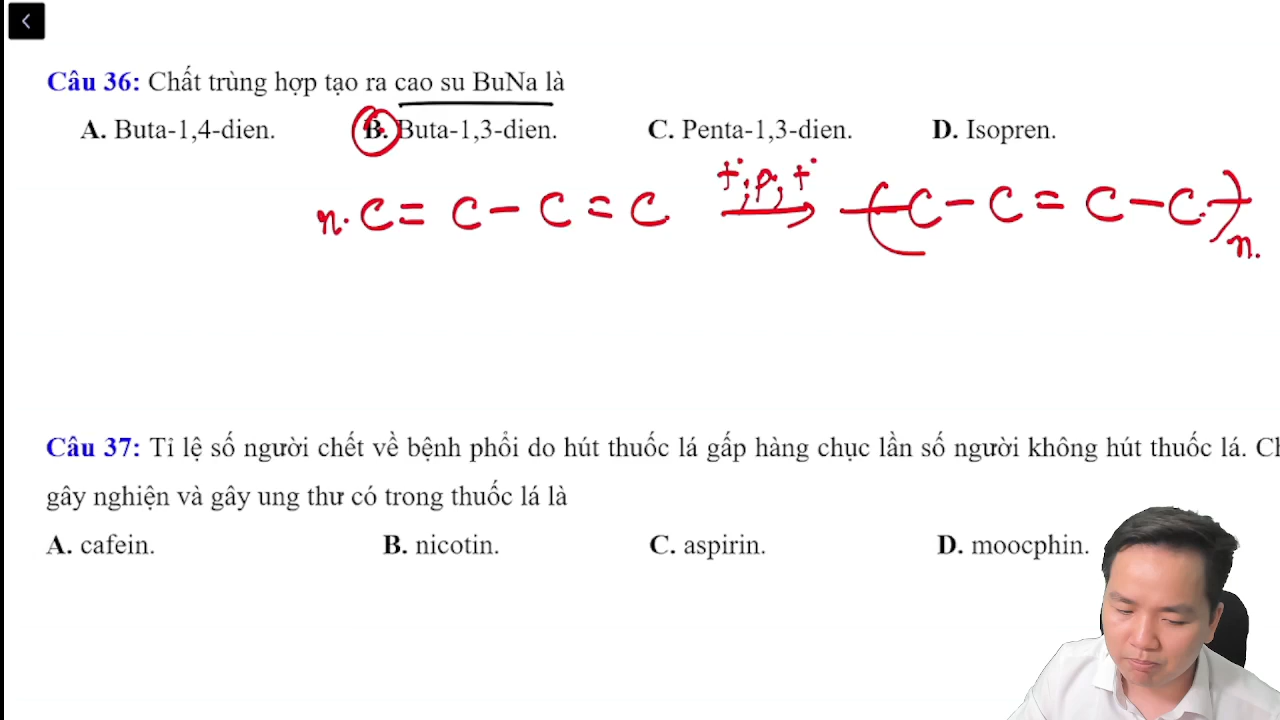 Câu 36: Chất trùng hợp tạo ra cao su BuNa là
A. Buta-1,4-dien. B. Buta-1,3-dien. C. Penta-1,3-dien. D. Isopren.
t°, p, t°
n. C = C - C = C → (-C - C = C - C-)n.
Câu 37: Tỉ lệ số người chết về bệnh phổi do hút thuốc lá gấp hàng chục lần số người không hút thuốc lá.
gây nghiện và gây ung thư có trong thuốc lá là
A. cafein. B. nicotin. C. aspirin. D. moocphin.